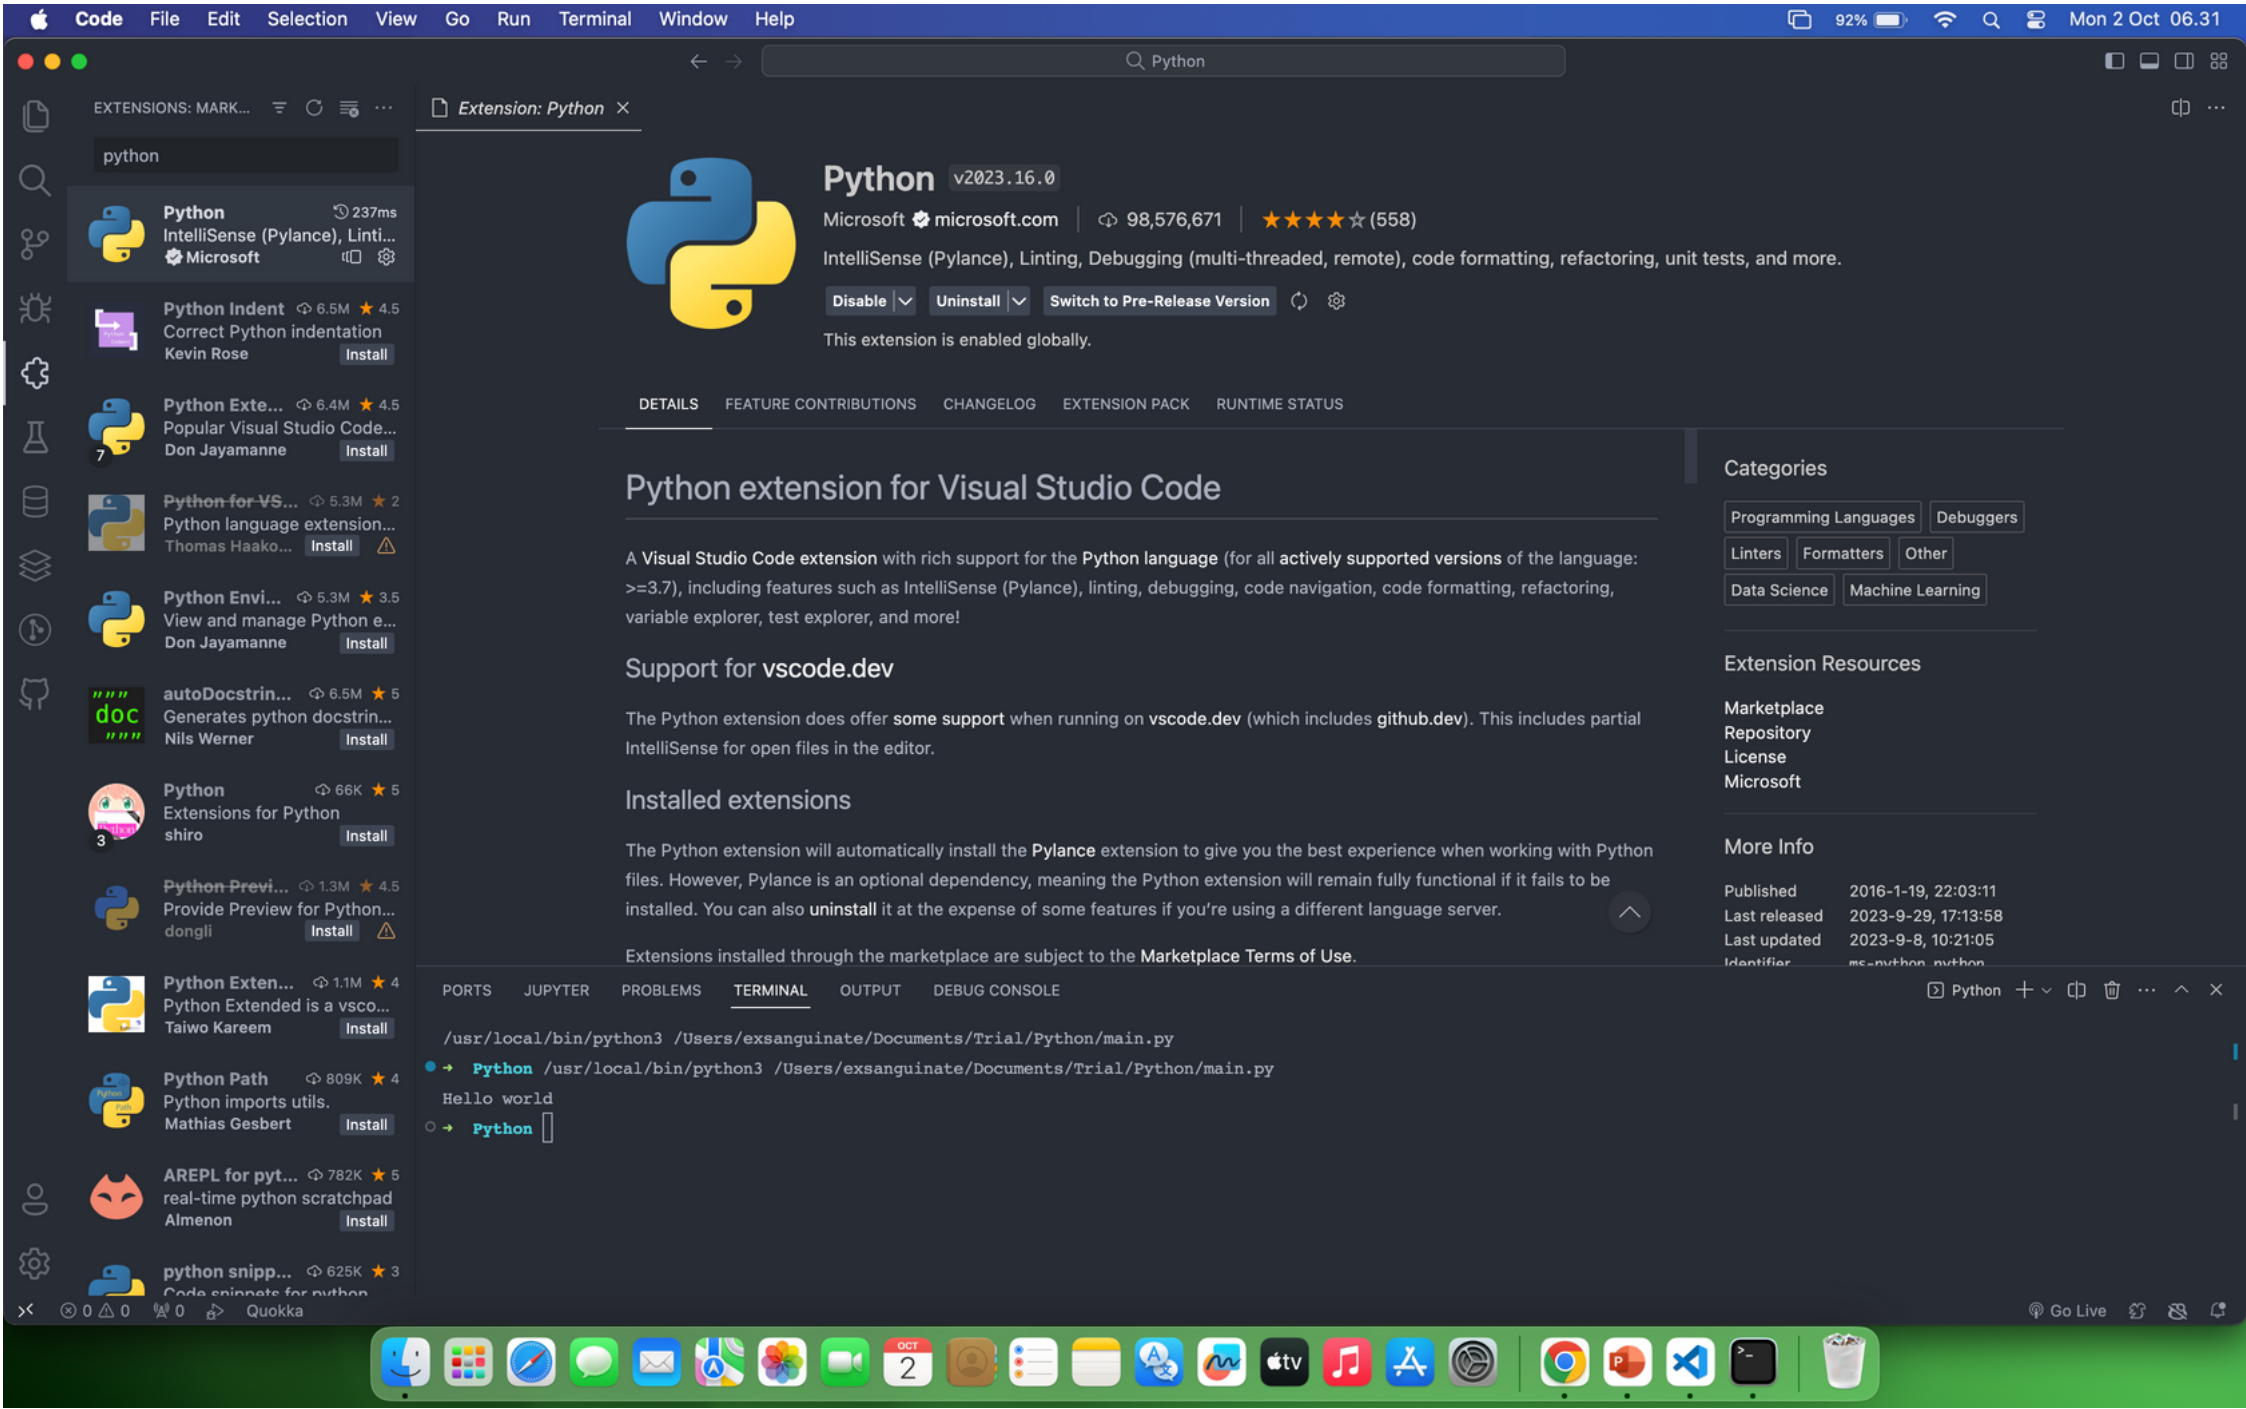 Code File Edit Selection View Go Run Terminal Window Help
92% Mon 2 Oct 06.31
Python
EXTENSIONS: MARK... ...
python
Python 237ms
IntelliSense (Pylance), Linti...
Microsoft
Python Indent 6.5M ★ 4.5
Correct Python indentation
Kevin Rose Install
Python Exte... 6.4M ★ 4.5
Popular Visual Studio Code...
Don Jayamanne Install
7
Python for VS... 5.3M ★ 2
Python language extension...
Thomas Haako... Install
Python Envi... 5.3M ★ 3.5
View and manage Python e...
Don Jayamanne Install
autoDocstrin... 6.5M ★ 5
Generates python docstrin...
Nils Werner Install
"""
doc
"""
Python 66K ★ 5
Extensions for Python
shiro Install
3
Python Previ... 1.3M ★ 4.5
Provide Preview for Python...
dongli Install
Python Exten... 1.1M ★ 4
Python Extended is a vsco...
Taiwo Kareem Install
Python Path 809K ★ 4
Python imports utils.
Mathias Gesbert Install
AREPL for pyt... 782K ★ 5
real-time python scratchpad
Almenon Install
python snipp... 625K ★ 3
Code snippets for python
Extension: Python
Python v2023.16.0
Microsoft microsoft.com 98,576,671 ★★★★☆ (558)
IntelliSense (Pylance), Linting, Debugging (multi-threaded, remote), code formatting, refactoring, unit tests, and more.
Disable Uninstall Switch to Pre-Release Version
This extension is enabled globally.
DETAILS FEATURE CONTRIBUTIONS CHANGELOG EXTENSION PACK RUNTIME STATUS
Python extension for Visual Studio Code
A Visual Studio Code extension with rich support for the Python language (for all actively supported versions of the language:
>=3.7), including features such as IntelliSense (Pylance), linting, debugging, code navigation, code formatting, refactoring,
variable explorer, test explorer, and more!
Support for vscode.dev
The Python extension does offer some support when running on vscode.dev (which includes github.dev). This includes partial
IntelliSense for open files in the editor.
Installed extensions
The Python extension will automatically install the Pylance extension to give you the best experience when working with Python
files. However, Pylance is an optional dependency, meaning the Python extension will remain fully functional if it fails to be
installed. You can also uninstall it at the expense of some features if you're using a different language server.
Extensions installed through the marketplace are subject to the Marketplace Terms of Use.
Categories
Programming Languages Debuggers
Linters Formatters Other
Data Science Machine Learning
Extension Resources
Marketplace
Repository
License
Microsoft
More Info
Published 2016-1-19, 22:03:11
Last released 2023-9-29, 17:13:58
Last updated 2023-9-8, 10:21:05
Identifier ms-python.python
PORTS JUPYTER PROBLEMS TERMINAL OUTPUT DEBUG CONSOLE
Python
/usr/local/bin/python3 /Users/exsanguinate/Documents/Trial/Python/main.py
➜ Python /usr/local/bin/python3 /Users/exsanguinate/Documents/Trial/Python/main.py
Hello world
➜ Python
0 0 0 Quokka
Go Live
OCT
2
tv
P